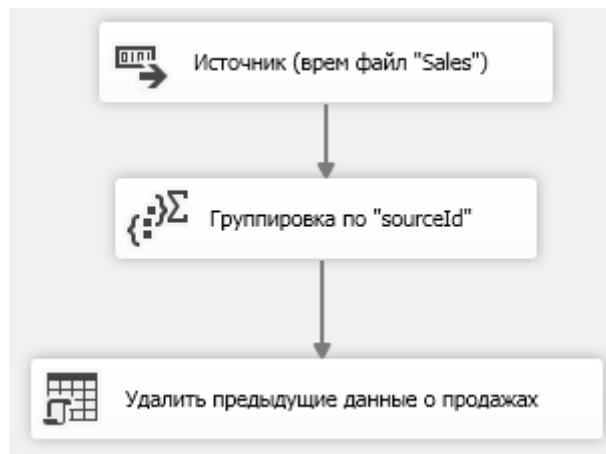 Источник (врем файл "Sales")
Группировка по "sourceId"
Удалить предыдущие данные о продажах